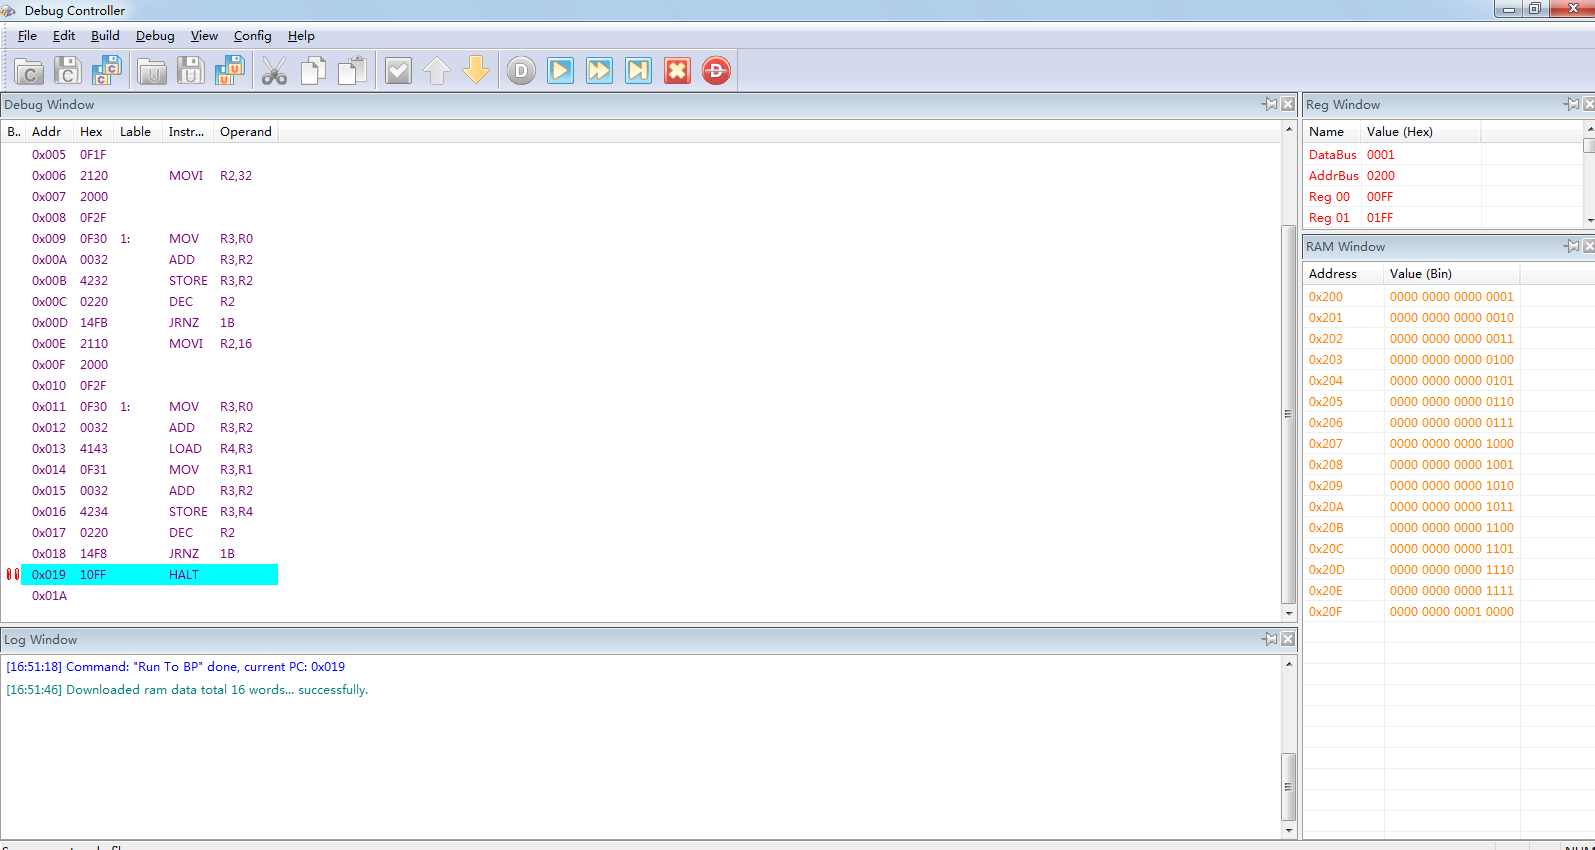 Debug Controller
File Edit Build Debug View Config Help
Debug Window
B.. Addr Hex Lable Instr... Operand
0x005 0F1F
0x006 2120 MOVI R2,32
0x007 2000
0x008 0F2F
0x009 0F30 1: MOV R3,R0
0x00A 0032 ADD R3,R2
0x00B 4232 STORE R3,R2
0x00C 0220 DEC R2
0x00D 14FB JRNZ 1B
0x00E 2110 MOVI R2,16
0x00F 2000
0x010 0F2F
0x011 0F30 1: MOV R3,R0
0x012 0032 ADD R3,R2
0x013 4143 LOAD R4,R3
0x014 0F31 MOV R3,R1
0x015 0032 ADD R3,R2
0x016 4234 STORE R3,R4
0x017 0220 DEC R2
0x018 14F8 JRNZ 1B
0x019 10FF HALT
0x01A
Reg Window
Name Value (Hex)
DataBus 0001
AddrBus 0200
Reg 00 00FF
Reg 01 01FF
RAM Window
Address Value (Bin)
0x200 0000 0000 0000 0001
0x201 0000 0000 0000 0010
0x202 0000 0000 0000 0011
0x203 0000 0000 0000 0100
0x204 0000 0000 0000 0101
0x205 0000 0000 0000 0110
0x206 0000 0000 0000 0111
0x207 0000 0000 0000 1000
0x208 0000 0000 0000 1001
0x209 0000 0000 0000 1010
0x20A 0000 0000 0000 1011
0x20B 0000 0000 0000 1100
0x20C 0000 0000 0000 1101
0x20D 0000 0000 0000 1110
0x20E 0000 0000 0000 1111
0x20F 0000 0000 0001 0000
Log Window
[16:51:18] Command: "Run To BP" done, current PC: 0x019
[16:51:46] Downloaded ram data total 16 words... successfully.